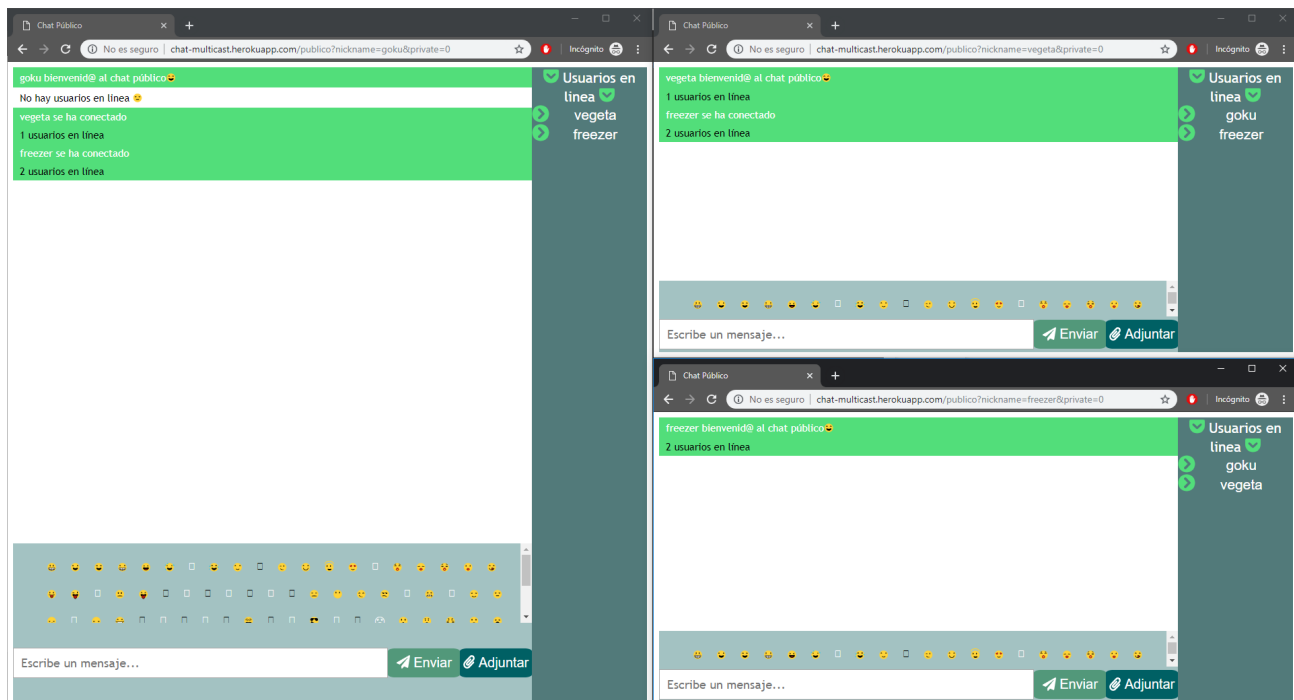 Chat Público
Incógnito
No es seguro | chat-multicast.herokuapp.com/publico?nickname=goku&private=0
goku bienvenid@ al chat público
No hay usuarios en línea
vegeta se ha conectado
1 usuarios en línea
freezer se ha conectado
2 usuarios en línea
Usuarios en
linea
vegeta
freezer
Escribe un mensaje...
Enviar
Adjuntar
Chat Público
No es seguro | chat-multicast.herokuapp.com/publico?nickname=vegeta&private=0
Incógnito
vegeta bienvenid@ al chat público
1 usuarios en línea
freezer se ha conectado
2 usuarios en línea
Usuarios en
linea
goku
freezer
Escribe un mensaje...
Enviar
Adjuntar
Chat Público
No es seguro | chat-multicast.herokuapp.com/publico?nickname=freezer&private=0
Incógnito
freezer bienvenid@ al chat público
2 usuarios en línea
Usuarios en
linea
goku
vegeta
Escribe un mensaje...
Enviar
Adjuntar